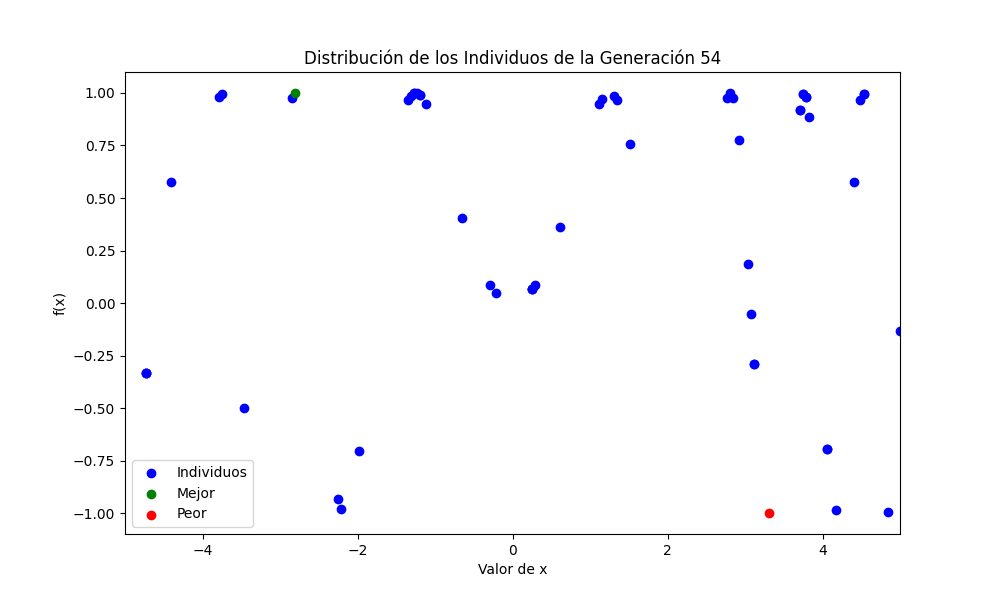 Distribución de los Individuos de la Generación 54
f(x)
1.00
0.75
0.50
0.25
0.00
−0.25
−0.50
−0.75
−1.00
Individuos
Mejor
Peor
−4
−2
0
2
4
Valor de x